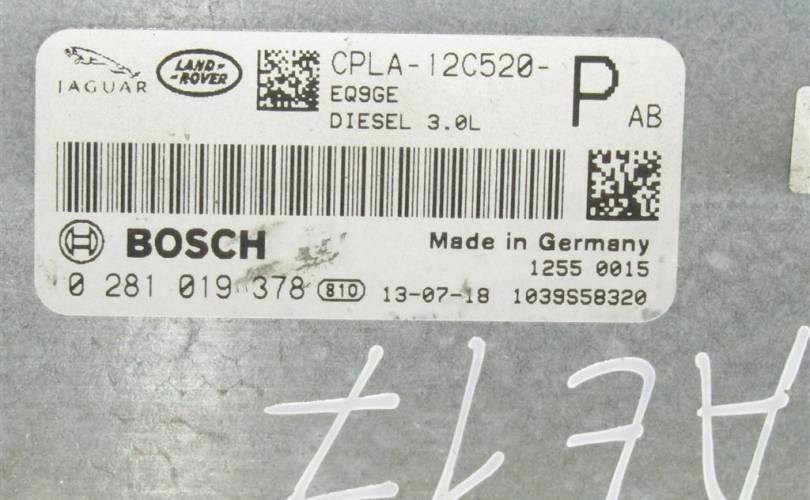 JAGUAR
LAND-
-ROVER
CPLA-12C520-
P
AB
EQ9GE
DIESEL 3.0L
BOSCH
Made in Germany
1255 0015
0 281 019 378 810 13-07-18 1039S58320